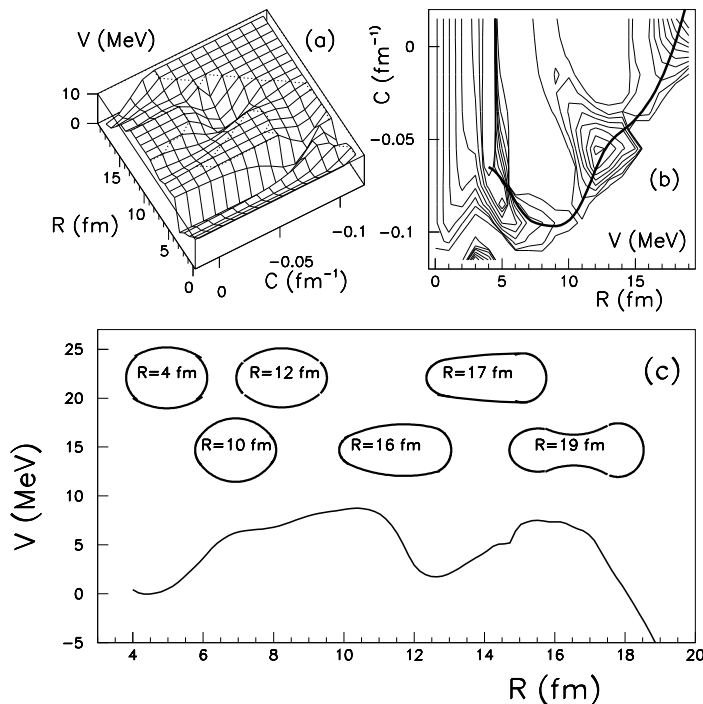 V (MeV)
(a)
10
0
15
10
5
0
R (fm)
0
-0.05
-0.1
C (fm⁻¹)
C (fm⁻¹)
0
-0.05
-0.1
(b)
V (MeV)
0
5
10
15
R (fm)
25
20
15
10
5
0
-5
V (MeV)
(c)
R=4 fm
R=12 fm
R=17 fm
R=10 fm
R=16 fm
R=19 fm
4
6
8
10
12
14
16
18
20
R (fm)